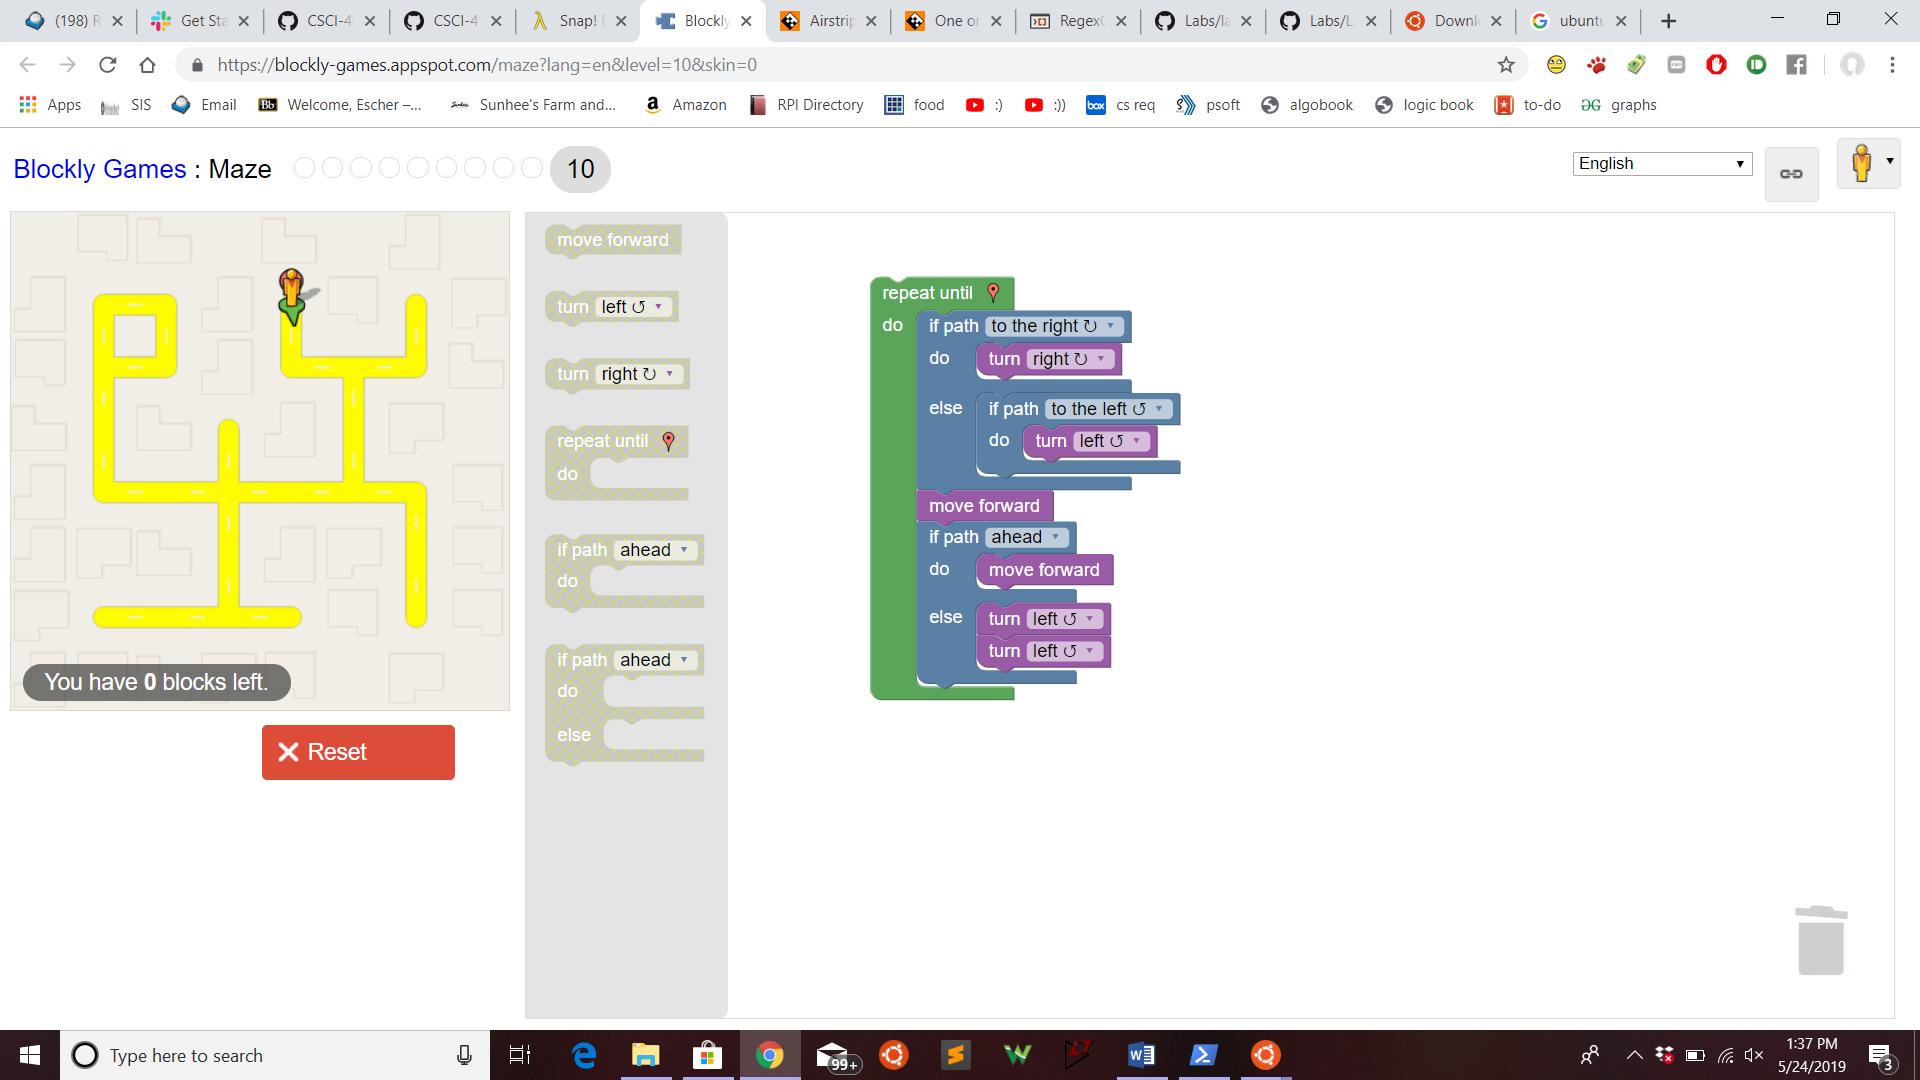 (198) R
Get Sta
CSCI-4
CSCI-4
Snap! B
Blockly
Airstrip
One or
RegexO
Labs/la
Labs/L
Downl
ubuntu
https://blockly-games.appspot.com/maze?lang=en&level=10&skin=0
Apps
SIS
Email
Bb
Welcome, Escher –...
Sunhee's Farm and...
Amazon
RPI Directory
food
:)
:))
box
cs req
psoft
algobook
logic book
to-do
graphs
Blockly Games : Maze
10
English
You have 0 blocks left.
Reset
move forward
turn left ↺
turn right ↻
repeat until
do
if path ahead
do
if path ahead
do
else
repeat until
do
if path to the right ↻
do
turn right ↻
else
if path to the left ↺
do
turn left ↺
move forward
if path ahead
do
move forward
else
turn left ↺
turn left ↺
Type here to search
99+
1:37 PM
5/24/2019
3